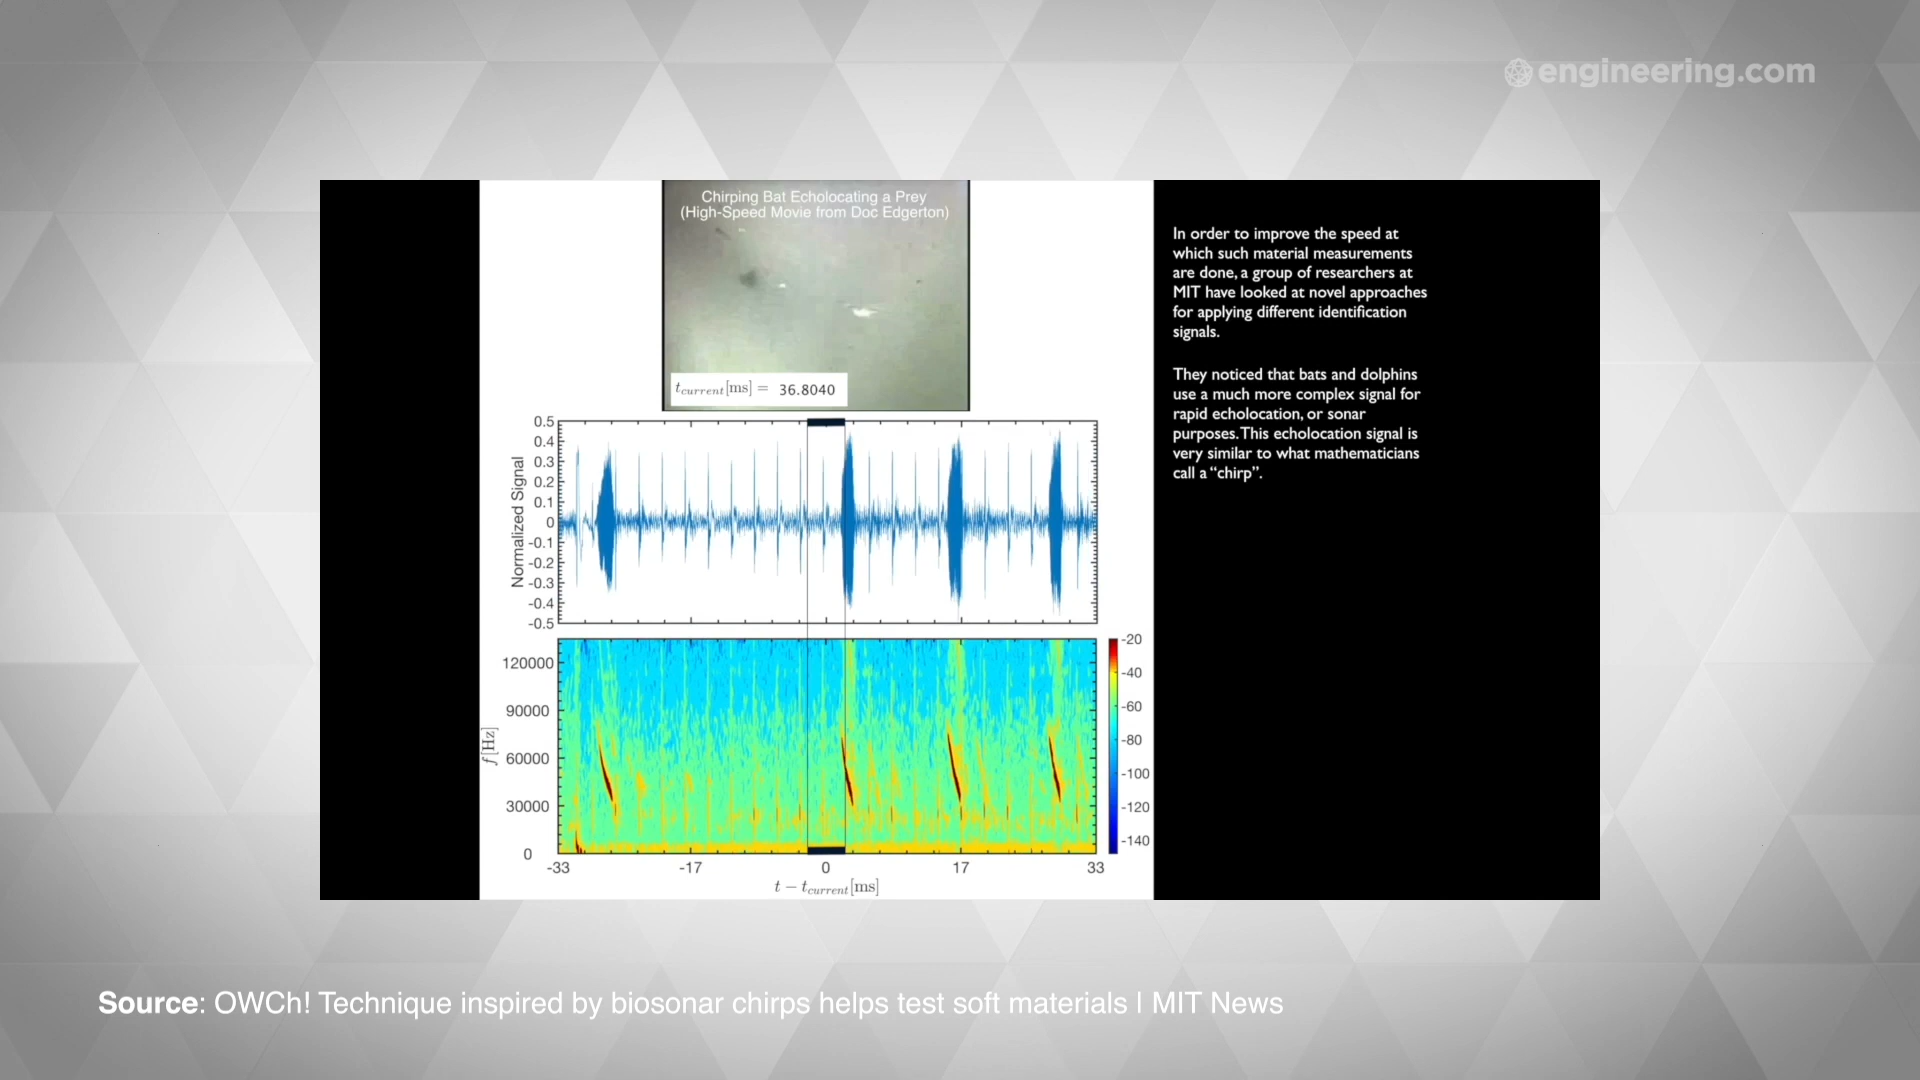 engineering.com
Chirping Bat Echolocating a Prey
(High-Speed Movie from Doc Edgerton)
t_current[ms] = 36.8040
Normalized Signal
0.5
0.4
0.3
0.2
0.1
0
-0.1
-0.2
-0.3
-0.4
-0.5
f[Hz]
120000
90000
60000
30000
0
-20
-40
-60
-80
-100
-120
-140
-33
-17
0
17
33
t − t_current[ms]
In order to improve the speed at
which such material measurements
are done, a group of researchers at
MIT have looked at novel approaches
for applying different identification
signals.
They noticed that bats and dolphins
use a much more complex signal for
rapid echolocation, or sonar
purposes. This echolocation signal is
very similar to what mathematicians
call a “chirp”.
Source: OWCh! Technique inspired by biosonar chirps helps test soft materials | MIT News